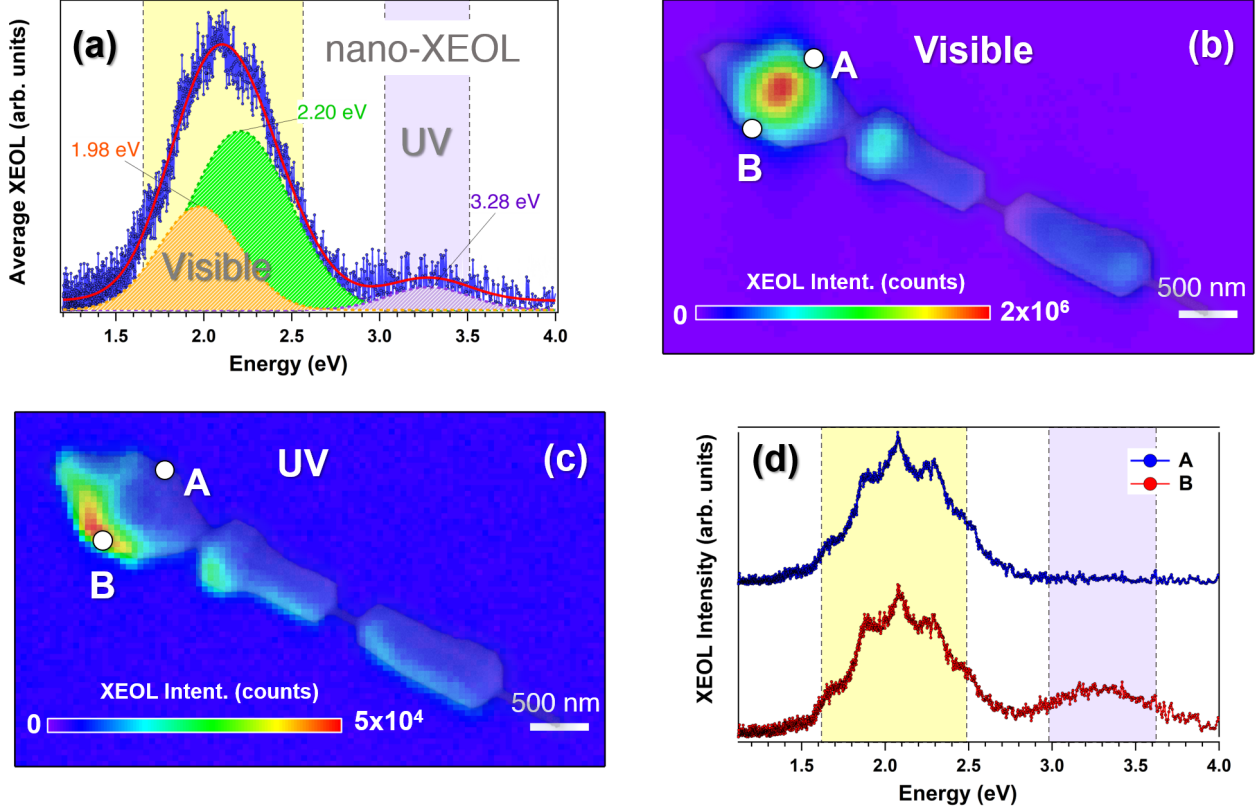 (a)
nano-XEOL
UV
Visible
1.98 eV
2.20 eV
3.28 eV
Average XEOL (arb. units)
1.5 2.0 2.5 3.0 3.5 4.0
Energy (eV)
Visible
(b)
A
B
XEOL Intent. (counts)
0
2x10⁶
500 nm
UV
(c)
A
B
XEOL Intent. (counts)
0
5x10⁴
500 nm
(d)
A
B
XEOL Intensity (arb. units)
1.5 2.0 2.5 3.0 3.5 4.0
Energy (eV)